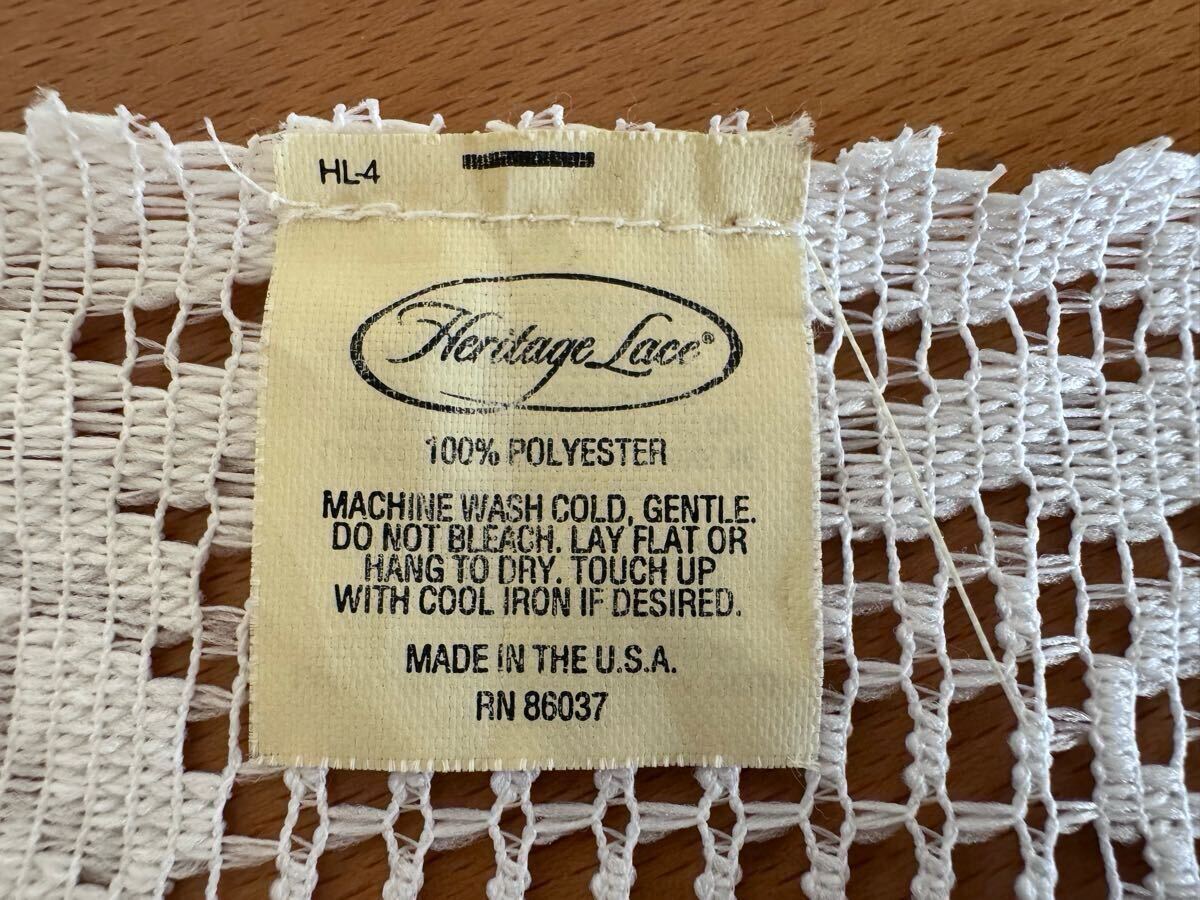 HL-4
Heritage Lace®
100% POLYESTER
MACHINE WASH COLD, GENTLE.
DO NOT BLEACH. LAY FLAT OR
HANG TO DRY. TOUCH UP
WITH COOL IRON IF DESIRED.
MADE IN THE U.S.A.
RN 86037